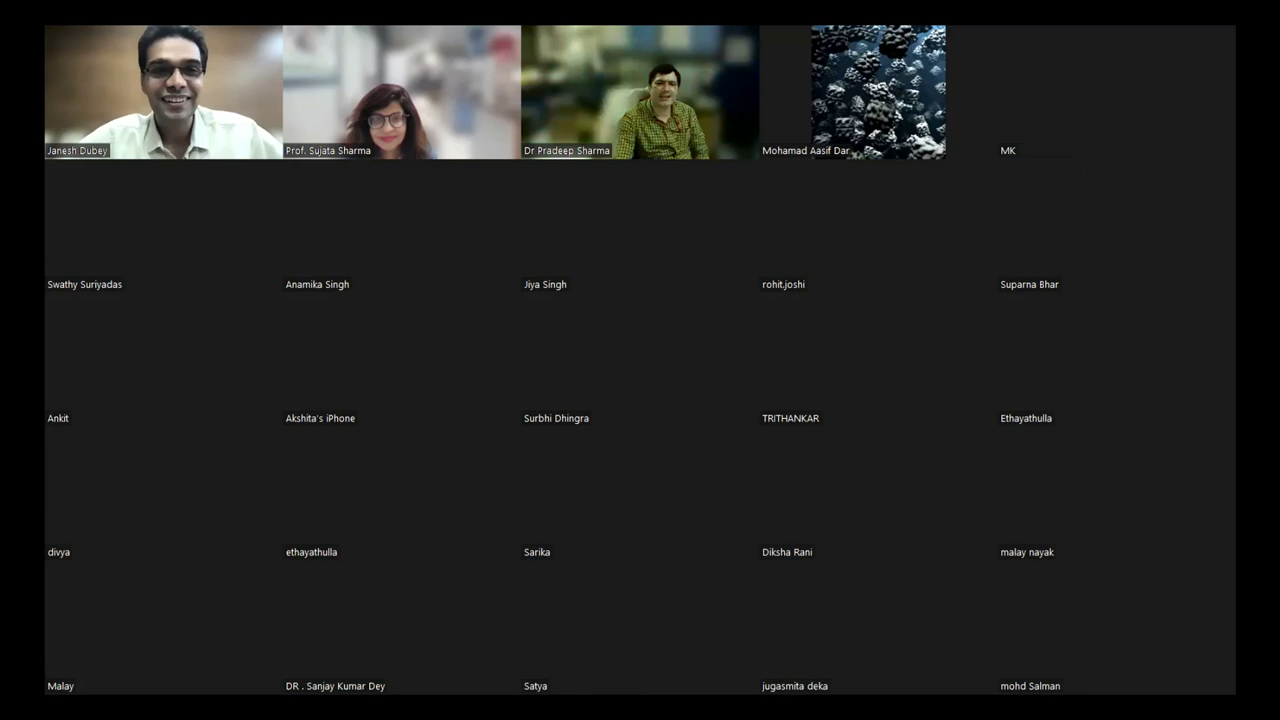 Janesh Dubey
Prof. Sujata Sharma
Dr Pradeep Sharma
Mohamad Aasif Dar
MK
Swathy Suriyadas
Anamika Singh
Jiya Singh
rohit.joshi
Suparna Bhar
Ankit
Akshita's iPhone
Surbhi Dhingra
TRITHANKAR
Ethayathulla
divya
ethayathulla
Sarika
Diksha Rani
malay nayak
Malay
DR . Sanjay Kumar Dey
Satya
jugasmita deka
mohd Salman